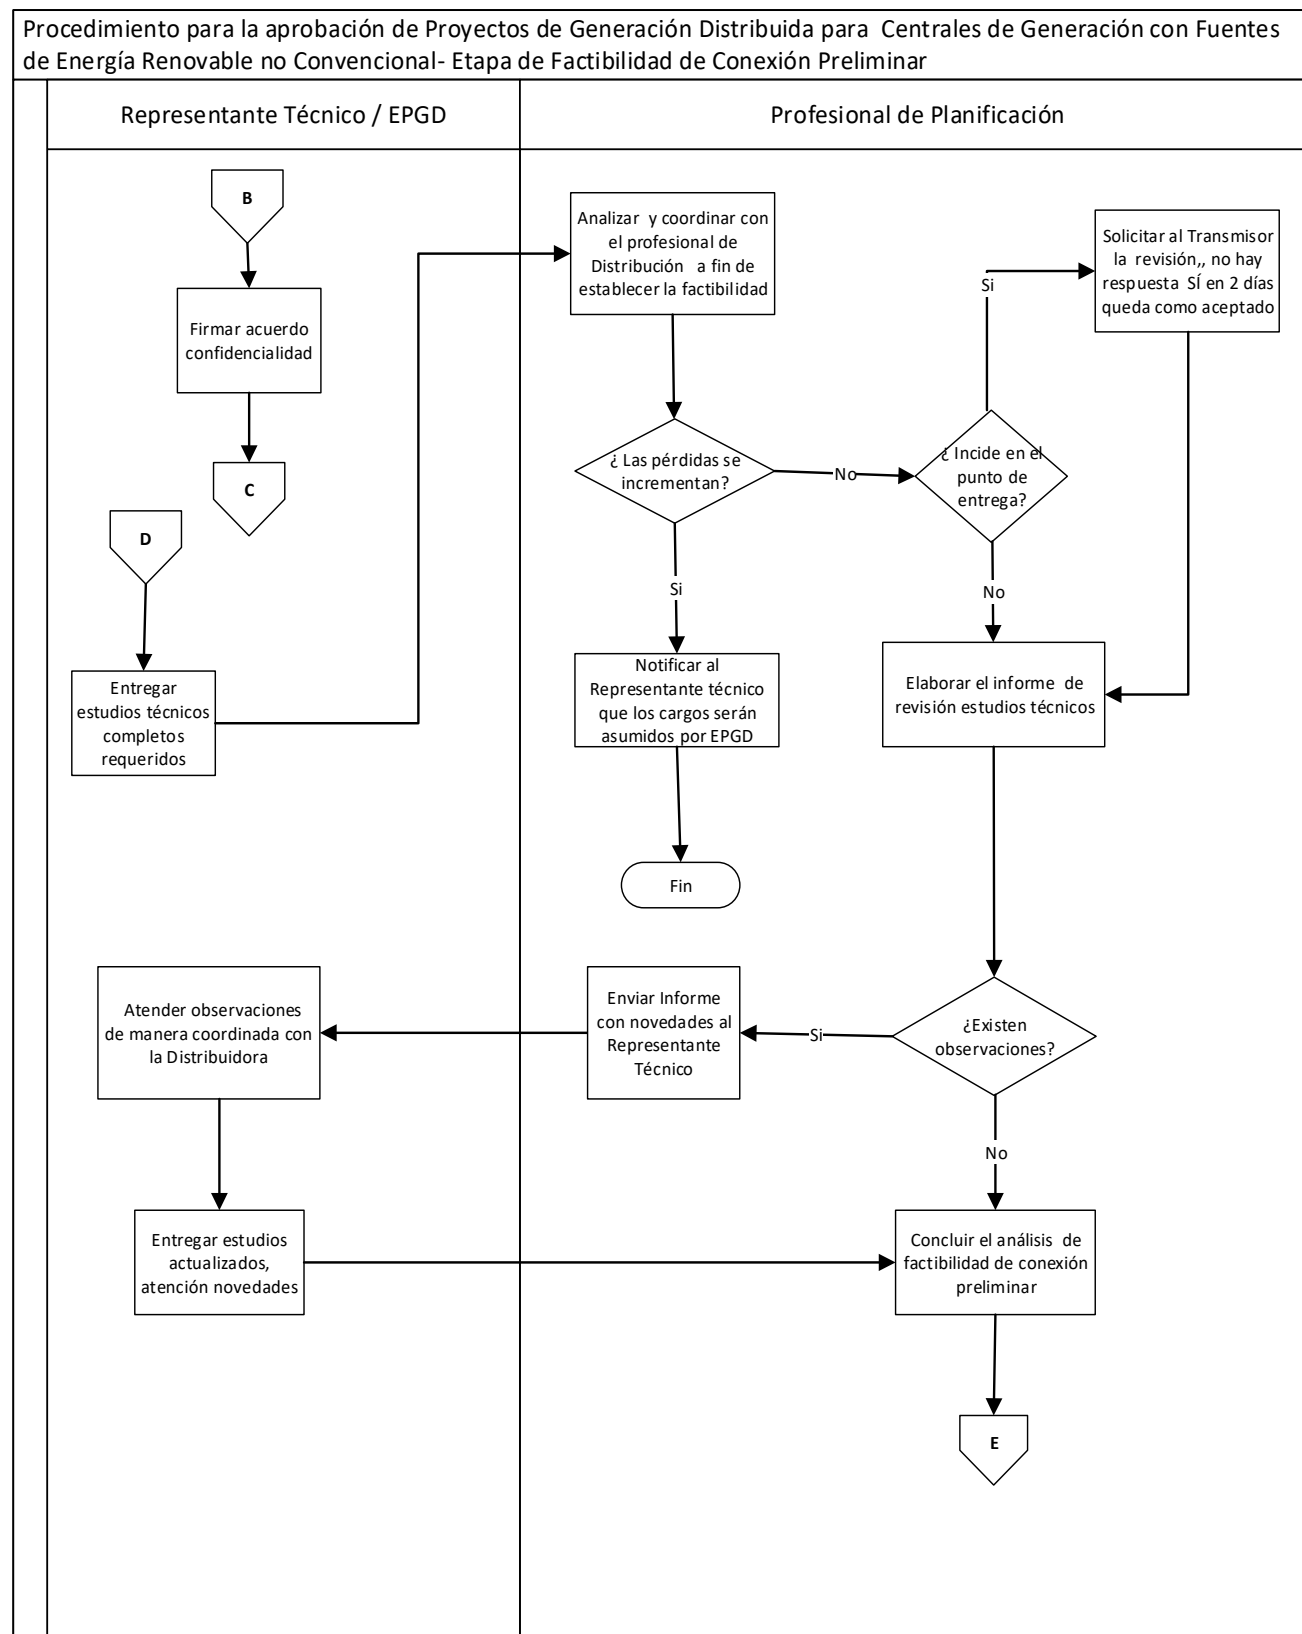 Procedimiento para la aprobación de Proyectos de Generación Distribuida para Centrales de Generación con Fuentes
de Energía Renovable no Convencional- Etapa de Factibilidad de Conexión Preliminar
Representante Técnico / EPGD
Profesional de Planificación
B
Firmar acuerdo
confidencialidad
C
D
Entregar
estudios técnicos
completos
requeridos
Analizar y coordinar con
el profesional de
Distribución a fin de
establecer la factibilidad
Solicitar al Transmisor
la revisión,, no hay
respuesta SÍ en 2 días
queda como aceptado
Si
¿ Las pérdidas se
incrementan?
No
¿ Incide en el
punto de
entrega?
Si
No
Notificar al
Representante técnico
que los cargos serán
asumidos por EPGD
Elaborar el informe de
revisión estudios técnicos
Fin
Atender observaciones
de manera coordinada con
la Distribuidora
Enviar Informe
con novedades al
Representante
Técnico
Si
¿Existen
observaciones?
No
Entregar estudios
actualizados,
atención novedades
Concluir el análisis de
factibilidad de conexión
preliminar
E